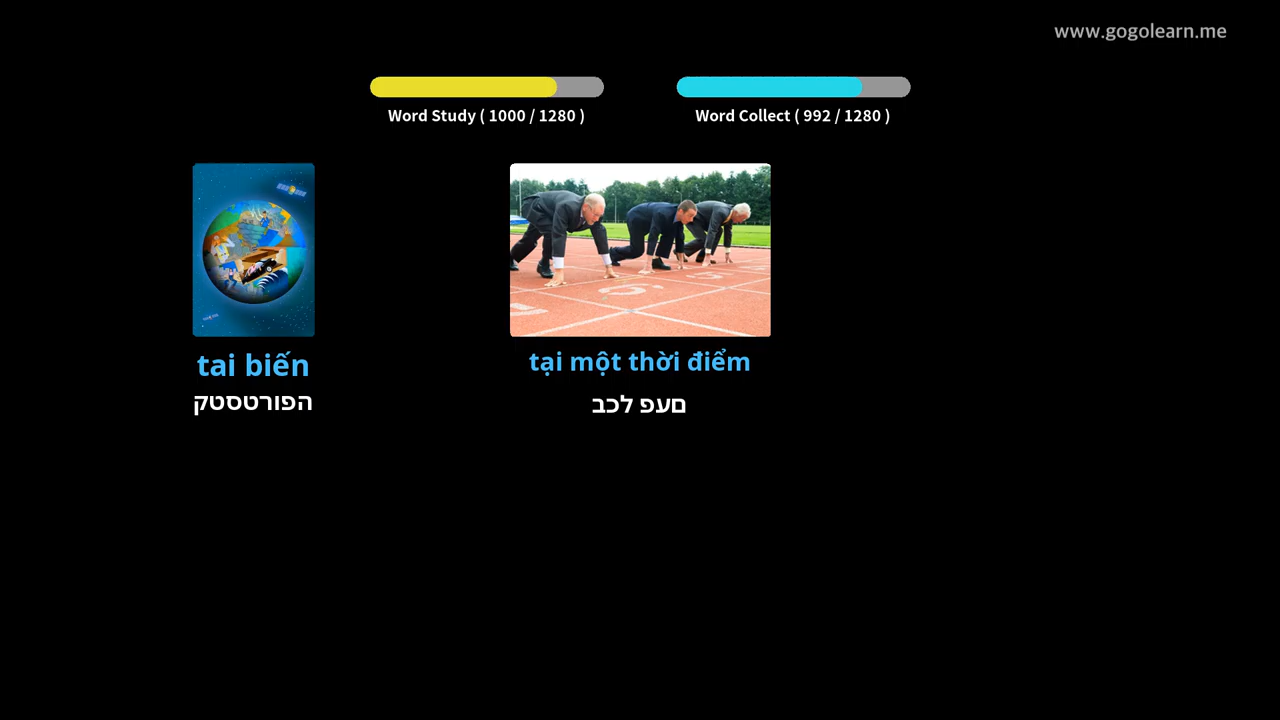 www.gogolearn.me
Word Study ( 1000 / 1280 )
Word Collect ( 992 / 1280 )
tai biến
הפורטסטק
tại một thời điểm
םעפ לכב